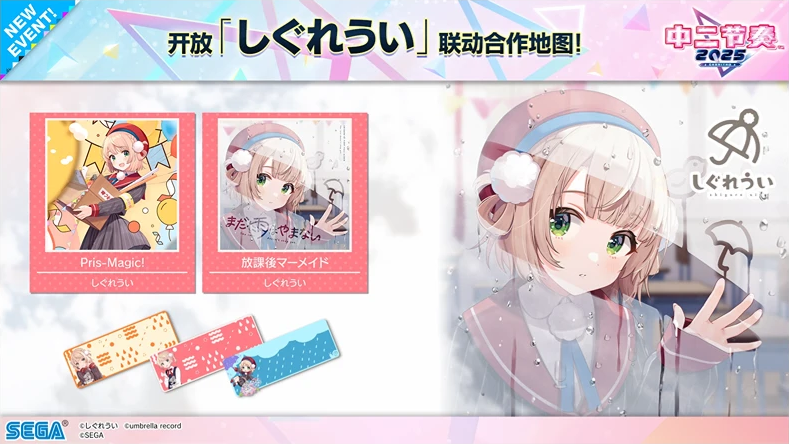 NEW
EVENT!
开放「しぐれうい」联动合作地图!
中二节奏
2025
CHUNITHM
しぐれうい
shigure ui
まだ雨はやまない
Pris-Magic!
しぐれうい
放課後マーメイド
しぐれうい
SEGA®
©しぐれうい ©umbrella record
©SEGA